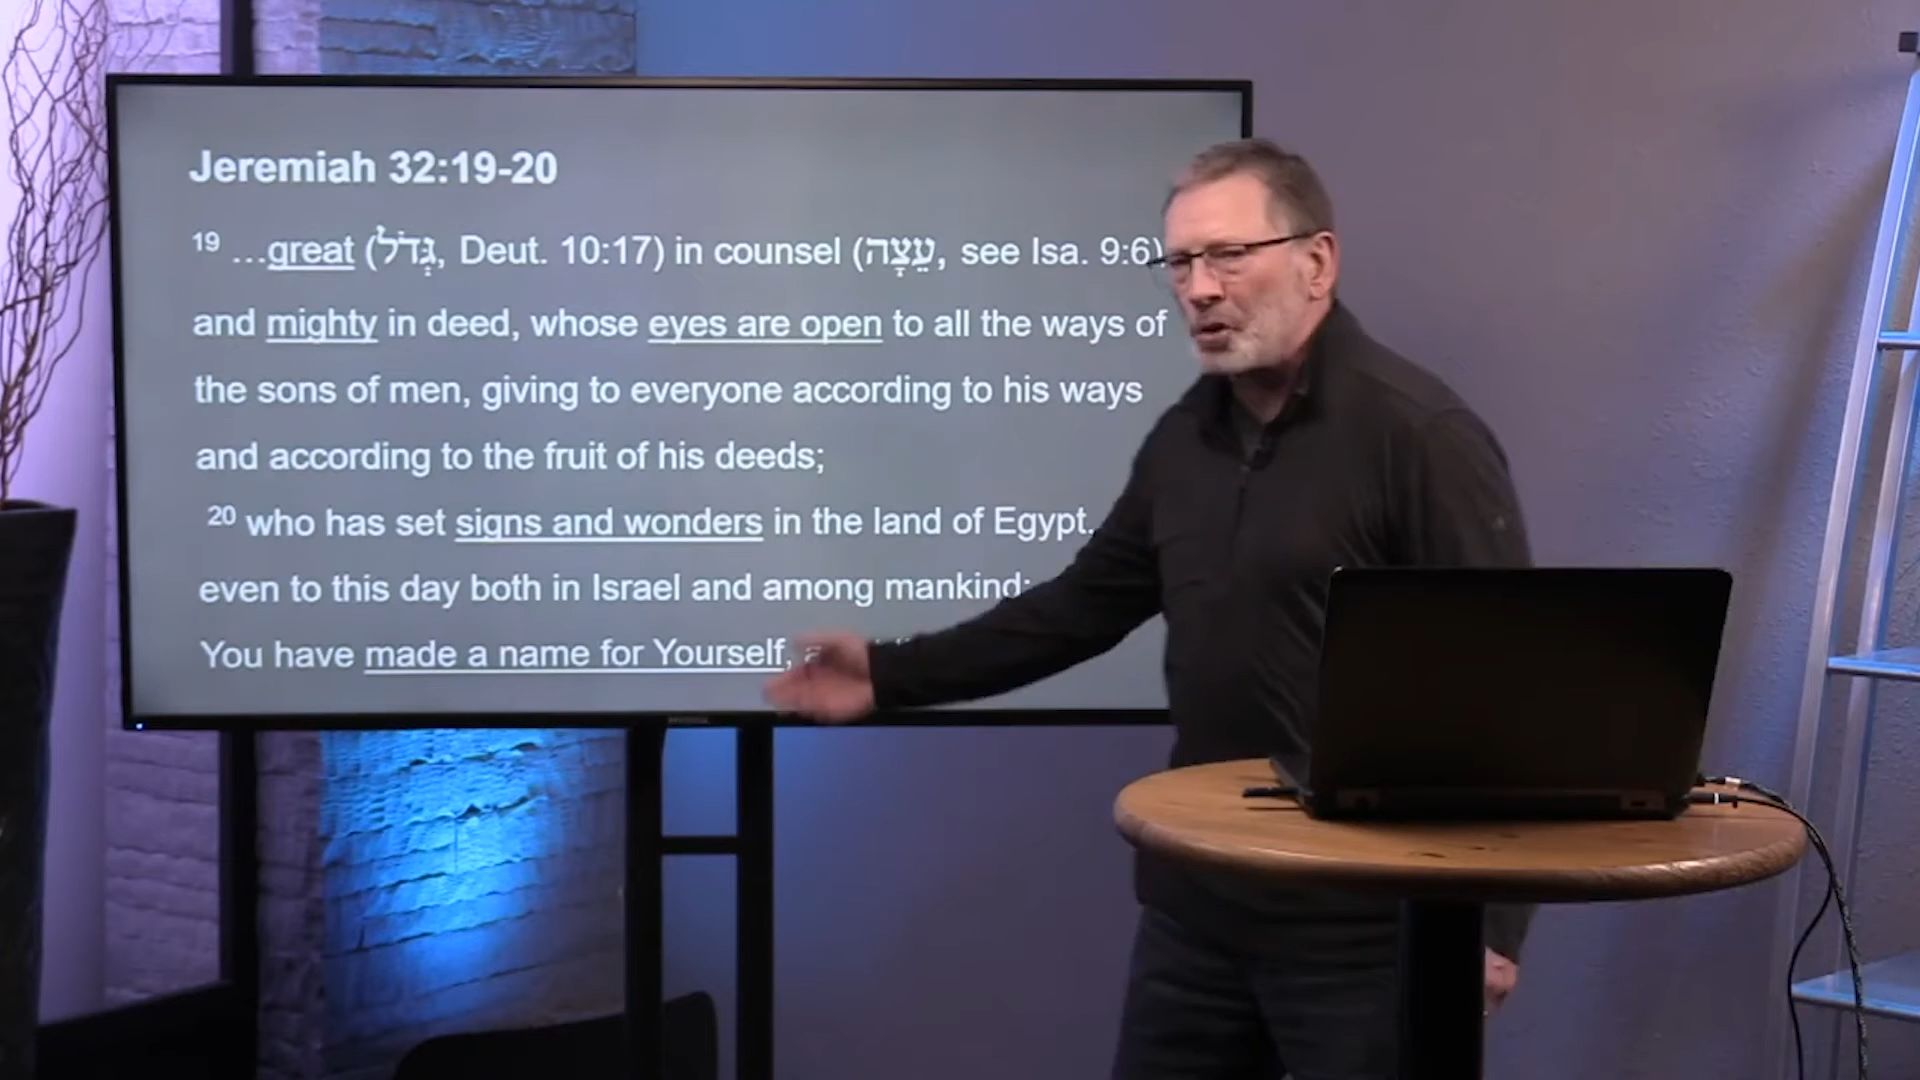 Jeremiah 32:19-20
19 ...great (גָּדֹל, Deut. 10:17) in counsel (עֵצָה, see Isa. 9:6),
and mighty in deed, whose eyes are open to all the ways of
the sons of men, giving to everyone according to his ways
and according to the fruit of his deeds;
20 who has set signs and wonders in the land of Egypt,
even to this day both in Israel and among mankind;
You have made a name for Yourself,